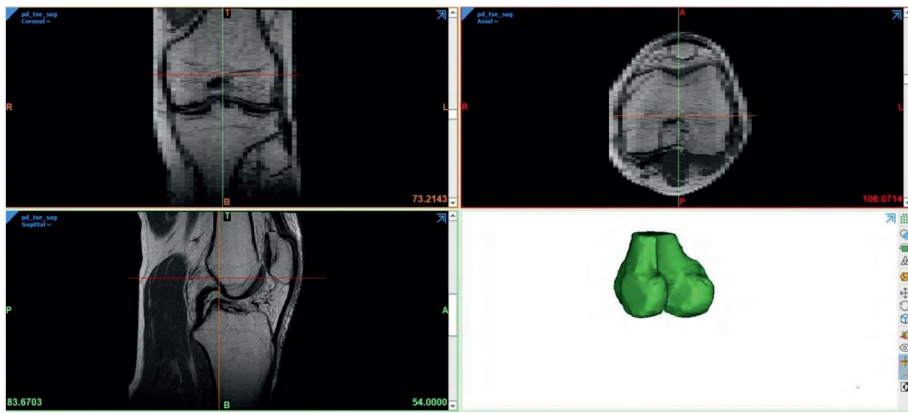 pd_tse_sag
Coronal
T
R
L
B
73.2143
pd_tse_sag
Axial
A
R
L
P
106.0714
pd_tse_sag
Sagittal
T
P
A
83.6703
B
54.0000